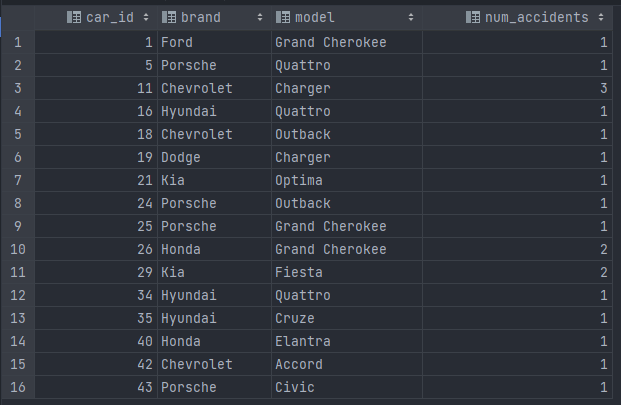 car_id brand model num_accidents
1 1 Ford Grand Cherokee 1
2 5 Porsche Quattro 1
3 11 Chevrolet Charger 3
4 16 Hyundai Quattro 1
5 18 Chevrolet Outback 1
6 19 Dodge Charger 1
7 21 Kia Optima 1
8 24 Porsche Outback 1
9 25 Porsche Grand Cherokee 1
10 26 Honda Grand Cherokee 2
11 29 Kia Fiesta 2
12 34 Hyundai Quattro 1
13 35 Hyundai Cruze 1
14 40 Honda Elantra 1
15 42 Chevrolet Accord 1
16 43 Porsche Civic 1